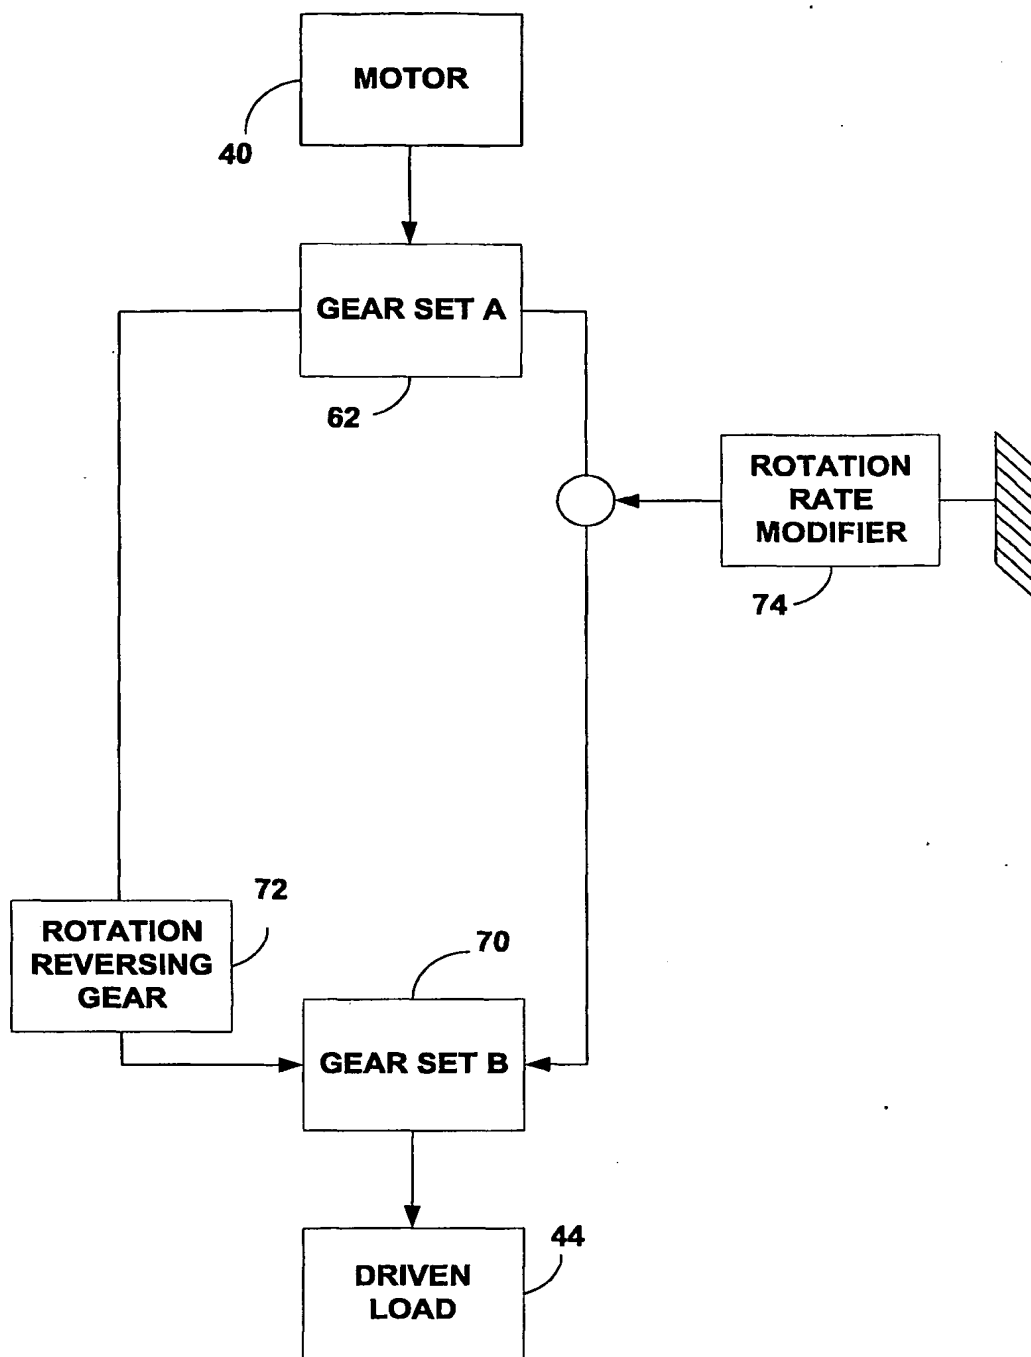 MOTOR
40
GEAR SET A
62
ROTATION
RATE
MODIFIER
74
72
ROTATION
REVERSING
GEAR
70
GEAR SET B
44
DRIVEN
LOAD